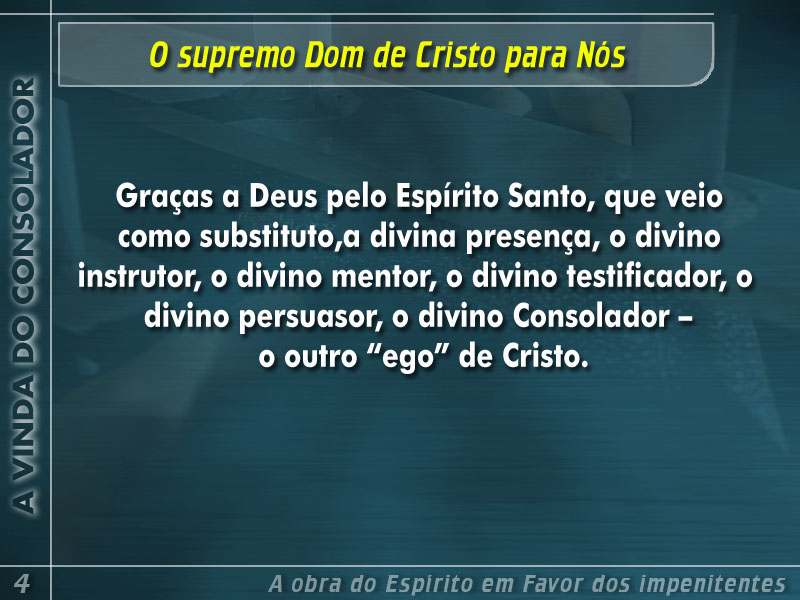 O supremo Dom de Cristo para Nós
A VINDA DO CONSOLADOR
Graças a Deus pelo Espírito Santo, que veio
como substituto,a divina presença, o divino
instrutor, o divino mentor, o divino testificador, o
divino persuasor, o divino Consolador –
o outro “ego” de Cristo.
4
A obra do Espírito em Favor dos impenitentes